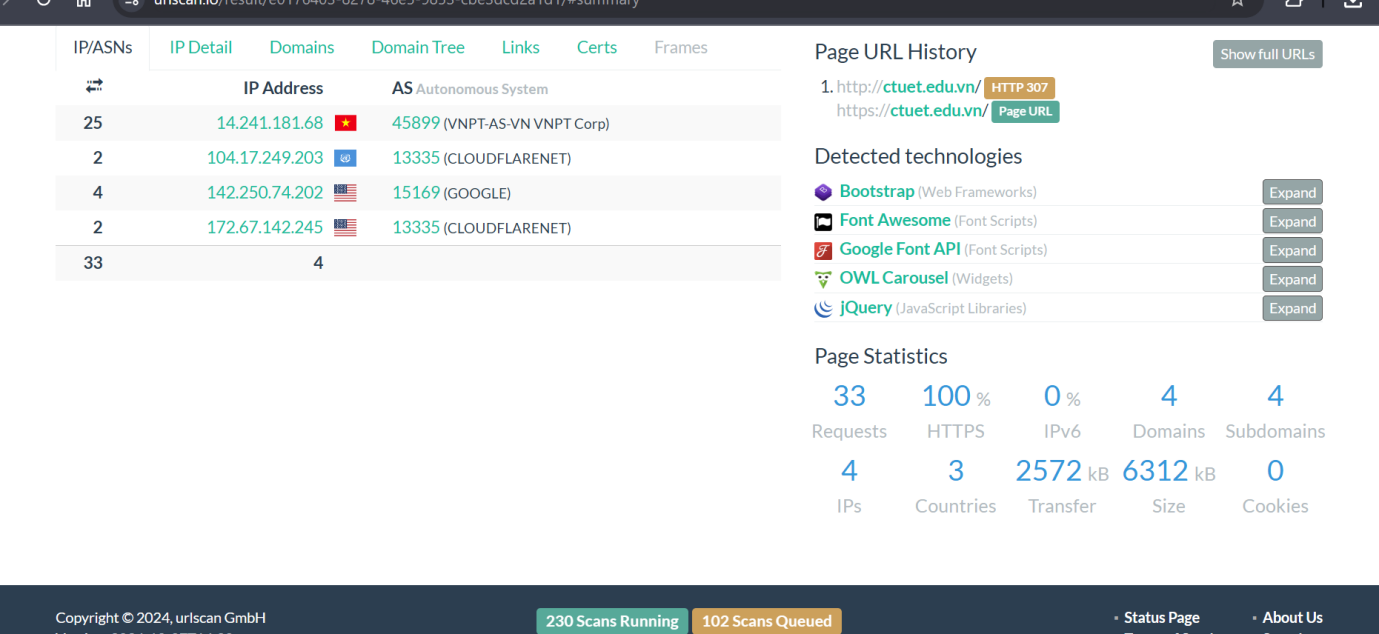 IP/ASNs IP Detail Domains Domain Tree Links Certs Frames
IP Address AS Autonomous System
25 14.241.181.68 45899 (VNPT-AS-VN VNPT Corp)
2 104.17.249.203 13335 (CLOUDFLARENET)
4 142.250.74.202 15169 (GOOGLE)
2 172.67.142.245 13335 (CLOUDFLARENET)
33 4
Page URL History Show full URLs
1. http://ctuet.edu.vn/ HTTP 307
https://ctuet.edu.vn/ Page URL
Detected technologies
Bootstrap (Web Frameworks) Expand
Font Awesome (Font Scripts) Expand
Google Font API (Font Scripts) Expand
OWL Carousel (Widgets) Expand
jQuery (JavaScript Libraries) Expand
Page Statistics
33 100 % 0 % 4 4
Requests HTTPS IPv6 Domains Subdomains
4 3 2572 kB 6312 kB 0
IPs Countries Transfer Size Cookies
Copyright © 2024, urlscan GmbH 230 Scans Running 102 Scans Queued Status Page About Us